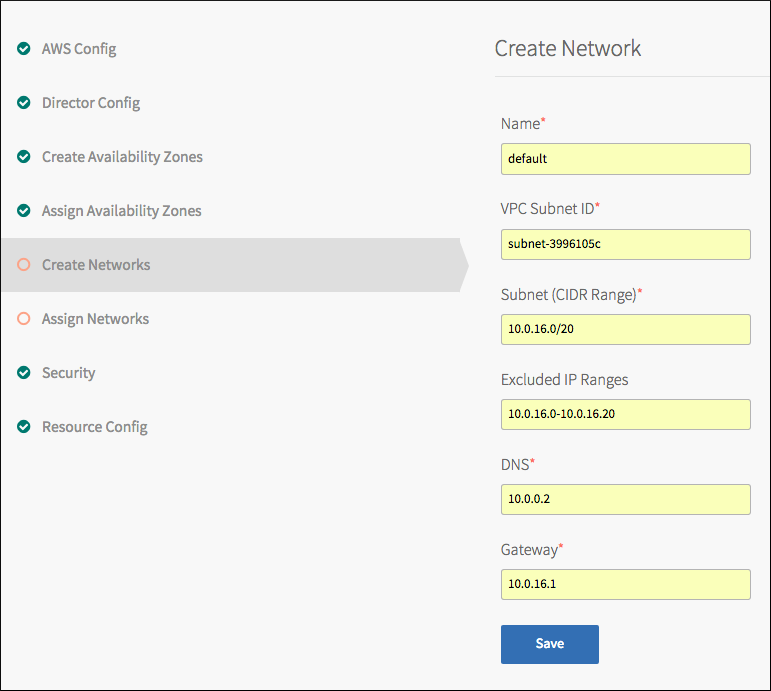 AWS Config
Director Config
Create Availability Zones
Assign Availability Zones
Create Networks
Assign Networks
Security
Resource Config
Create Network
Name*
default
VPC Subnet ID*
subnet-3996105c
Subnet (CIDR Range)*
10.0.16.0/20
Excluded IP Ranges
10.0.16.0-10.0.16.20
DNS*
10.0.0.2
Gateway*
10.0.16.1
Save